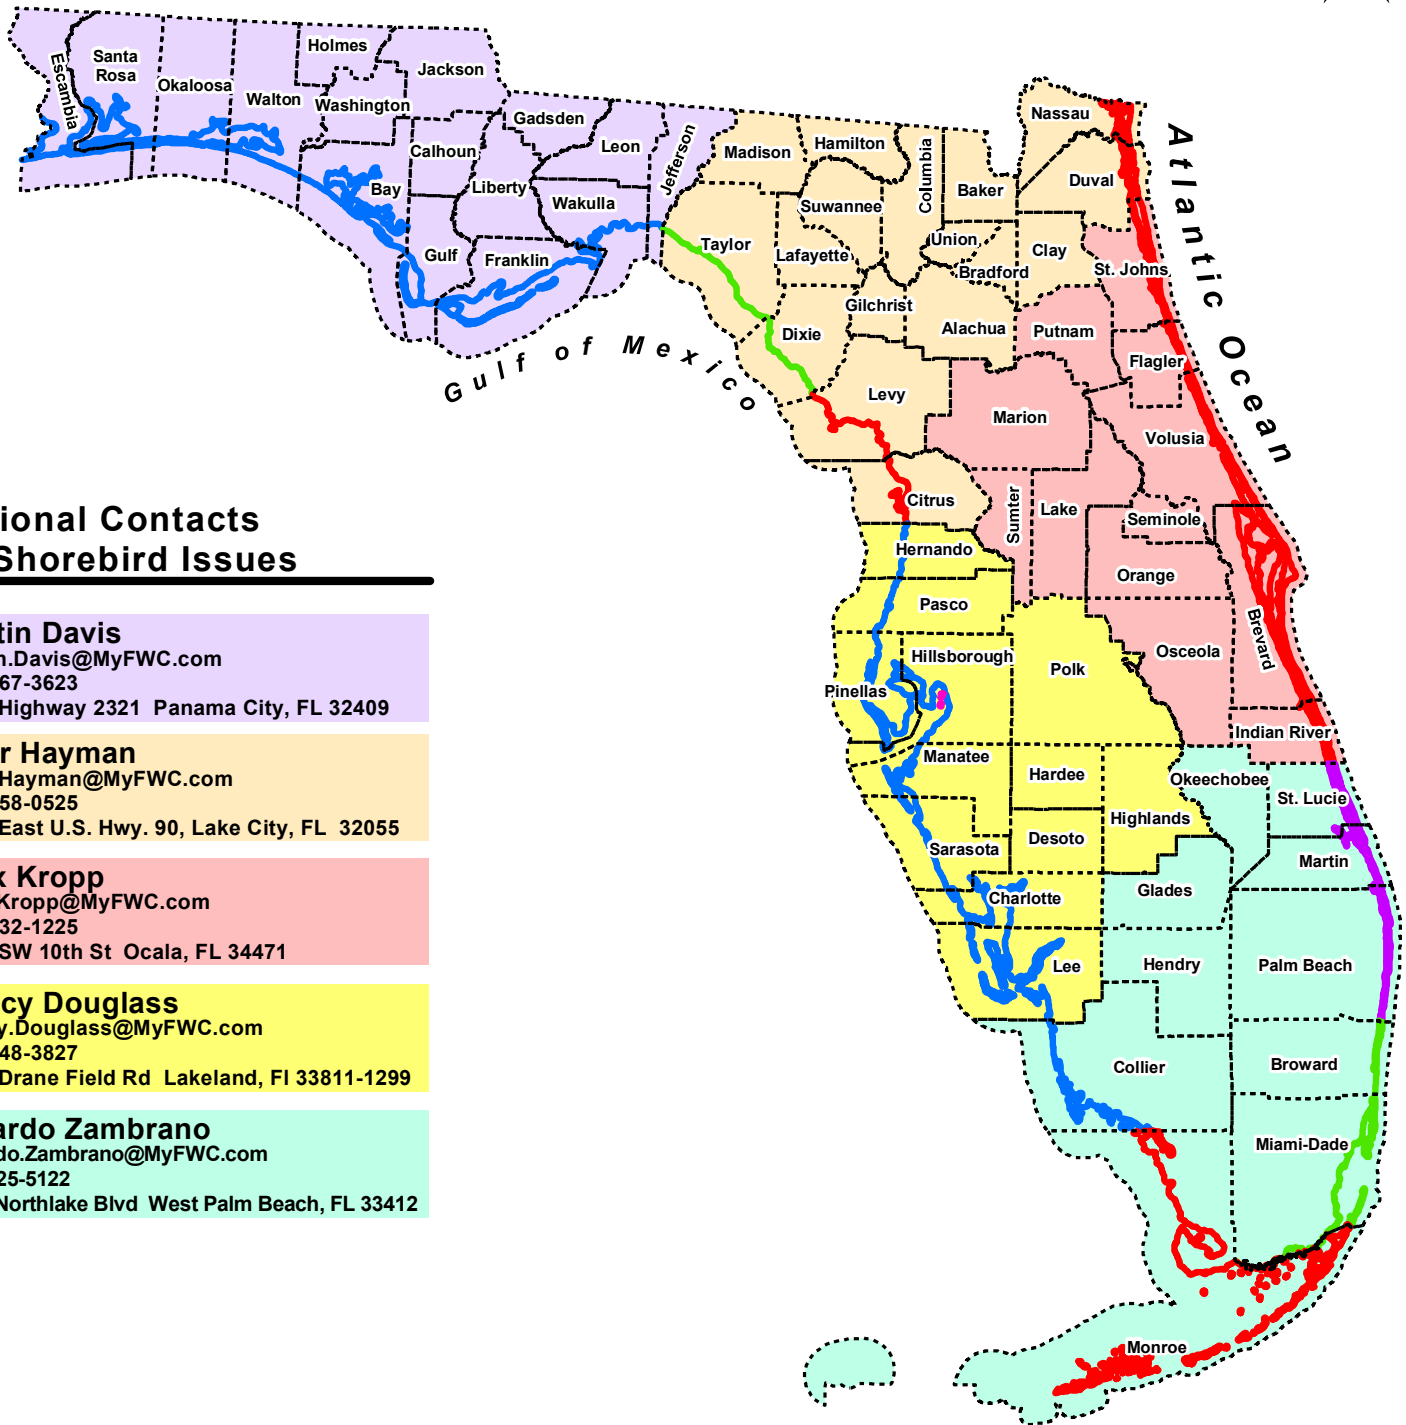 Holmes
Santa
Rosa
Escambia
Okaloosa
Walton
Washington
Jackson
Gadsden
Calhoun
Leon
Jefferson
Bay
Liberty
Wakulla
Gulf
Franklin
Madison
Hamilton
Columbia
Baker
Nassau
Duval
Suwannee
Taylor
Lafayette
Union
Bradford
Clay
St. Johns
Gilchrist
Alachua
Putnam
Dixie
Flagler
Levy
Marion
Volusia
Citrus
Sumter
Lake
Seminole
Hernando
Orange
Pasco
Brevard
Hillsborough
Polk
Osceola
Pinellas
Indian River
Manatee
Hardee
Okeechobee
St. Lucie
Highlands
Sarasota
Desoto
Martin
Charlotte
Glades
Lee
Hendry
Palm Beach
Collier
Broward
Miami-Dade
Monroe
Gulf of Mexico
Atlantic Ocean
ional Contacts
Shorebird Issues
tin Davis
n.Davis@MyFWC.com
67-3623
Highway 2321 Panama City, FL 32409
r Hayman
Hayman@MyFWC.com
58-0525
East U.S. Hwy. 90, Lake City, FL 32055
x Kropp
Kropp@MyFWC.com
32-1225
SW 10th St Ocala, FL 34471
cy Douglass
y.Douglass@MyFWC.com
48-3827
Drane Field Rd Lakeland, Fl 33811-1299
ardo Zambrano
do.Zambrano@MyFWC.com
25-5122
Northlake Blvd West Palm Beach, FL 33412